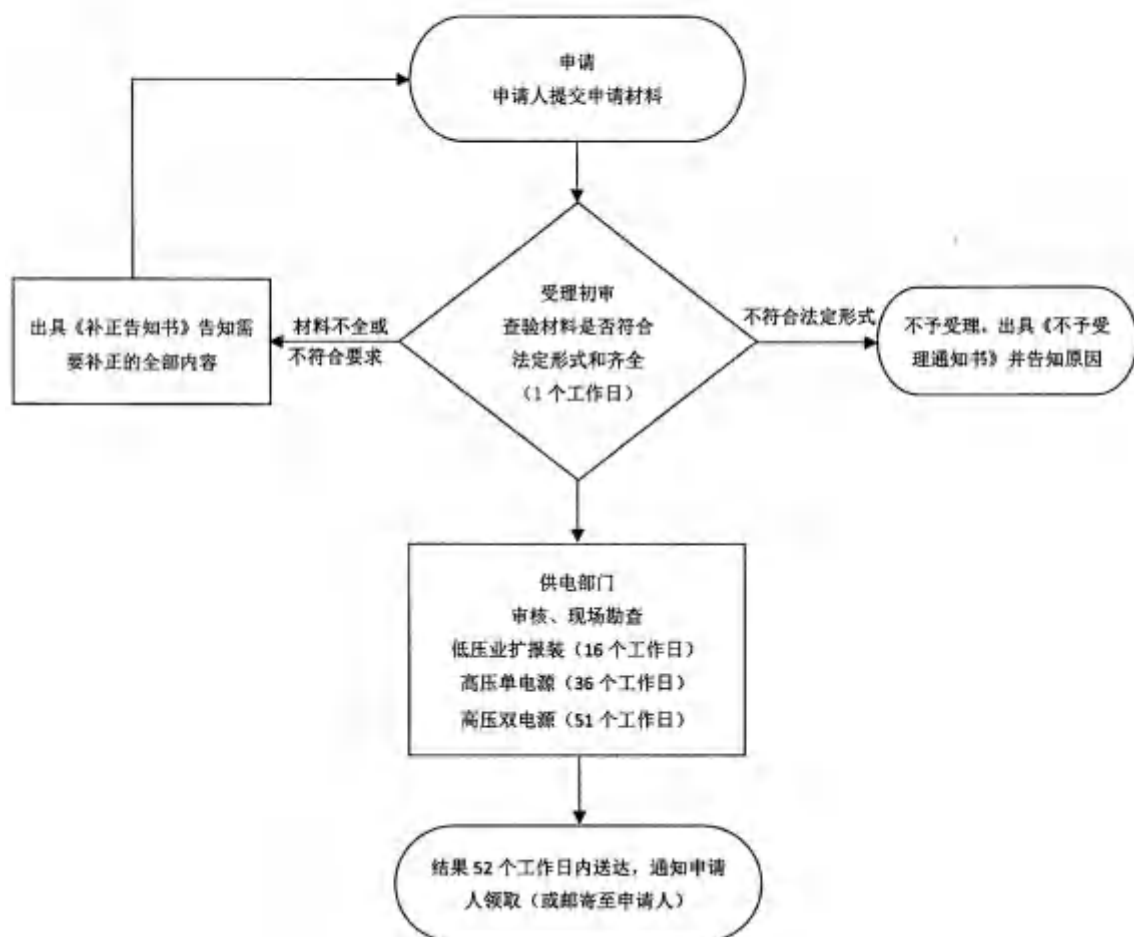 申请
申请人提交申请材料
受理初审
查验材料是否符合
法定形式和齐全
（1 个工作日）
材料不全或
不符合要求
出具《补正告知书》告知需
要补正的全部内容
不符合法定形式
不予受理，出具《不予受
理通知书》并告知原因
供电部门
审核、现场勘查
低压业扩报装（16 个工作日）
高压单电源（36 个工作日）
高压双电源（51 个工作日）
结果 52 个工作日内送达，通知申请
人领取（或邮寄至申请人）